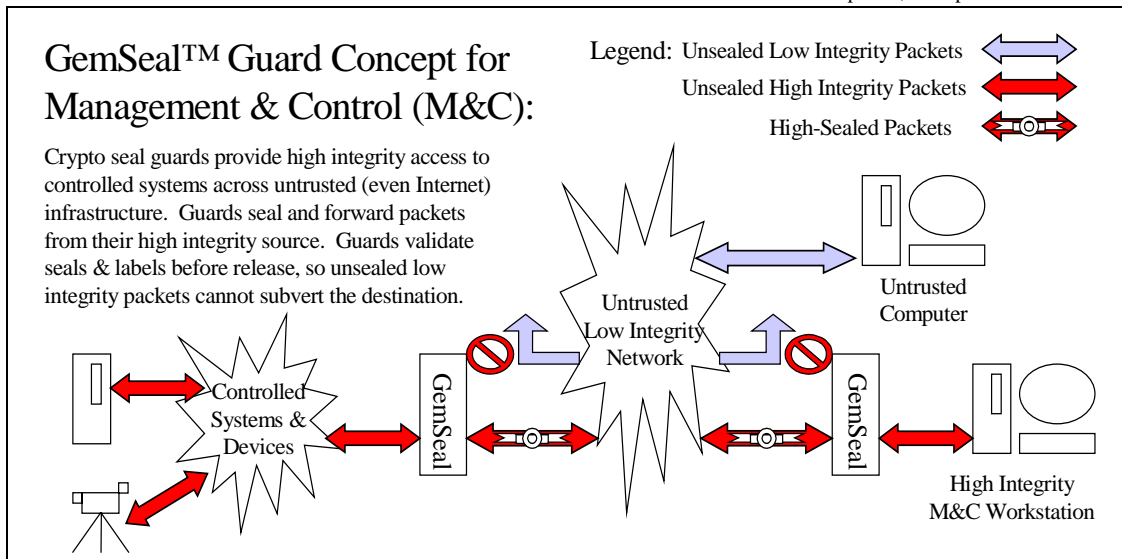 GemSeal™ Guard Concept for
Management & Control (M&C):
Crypto seal guards provide high integrity access to
controlled systems across untrusted (even Internet)
infrastructure. Guards seal and forward packets
from their high integrity source. Guards validate
seals & labels before release, so unsealed low
integrity packets cannot subvert the destination.
Legend: Unsealed Low Integrity Packets
Unsealed High Integrity Packets
High-Sealed Packets
Untrusted
Computer
Untrusted
Low Integrity
Network
Controlled
Systems &
Devices
GemSeal
GemSeal
High Integrity
M&C Workstation